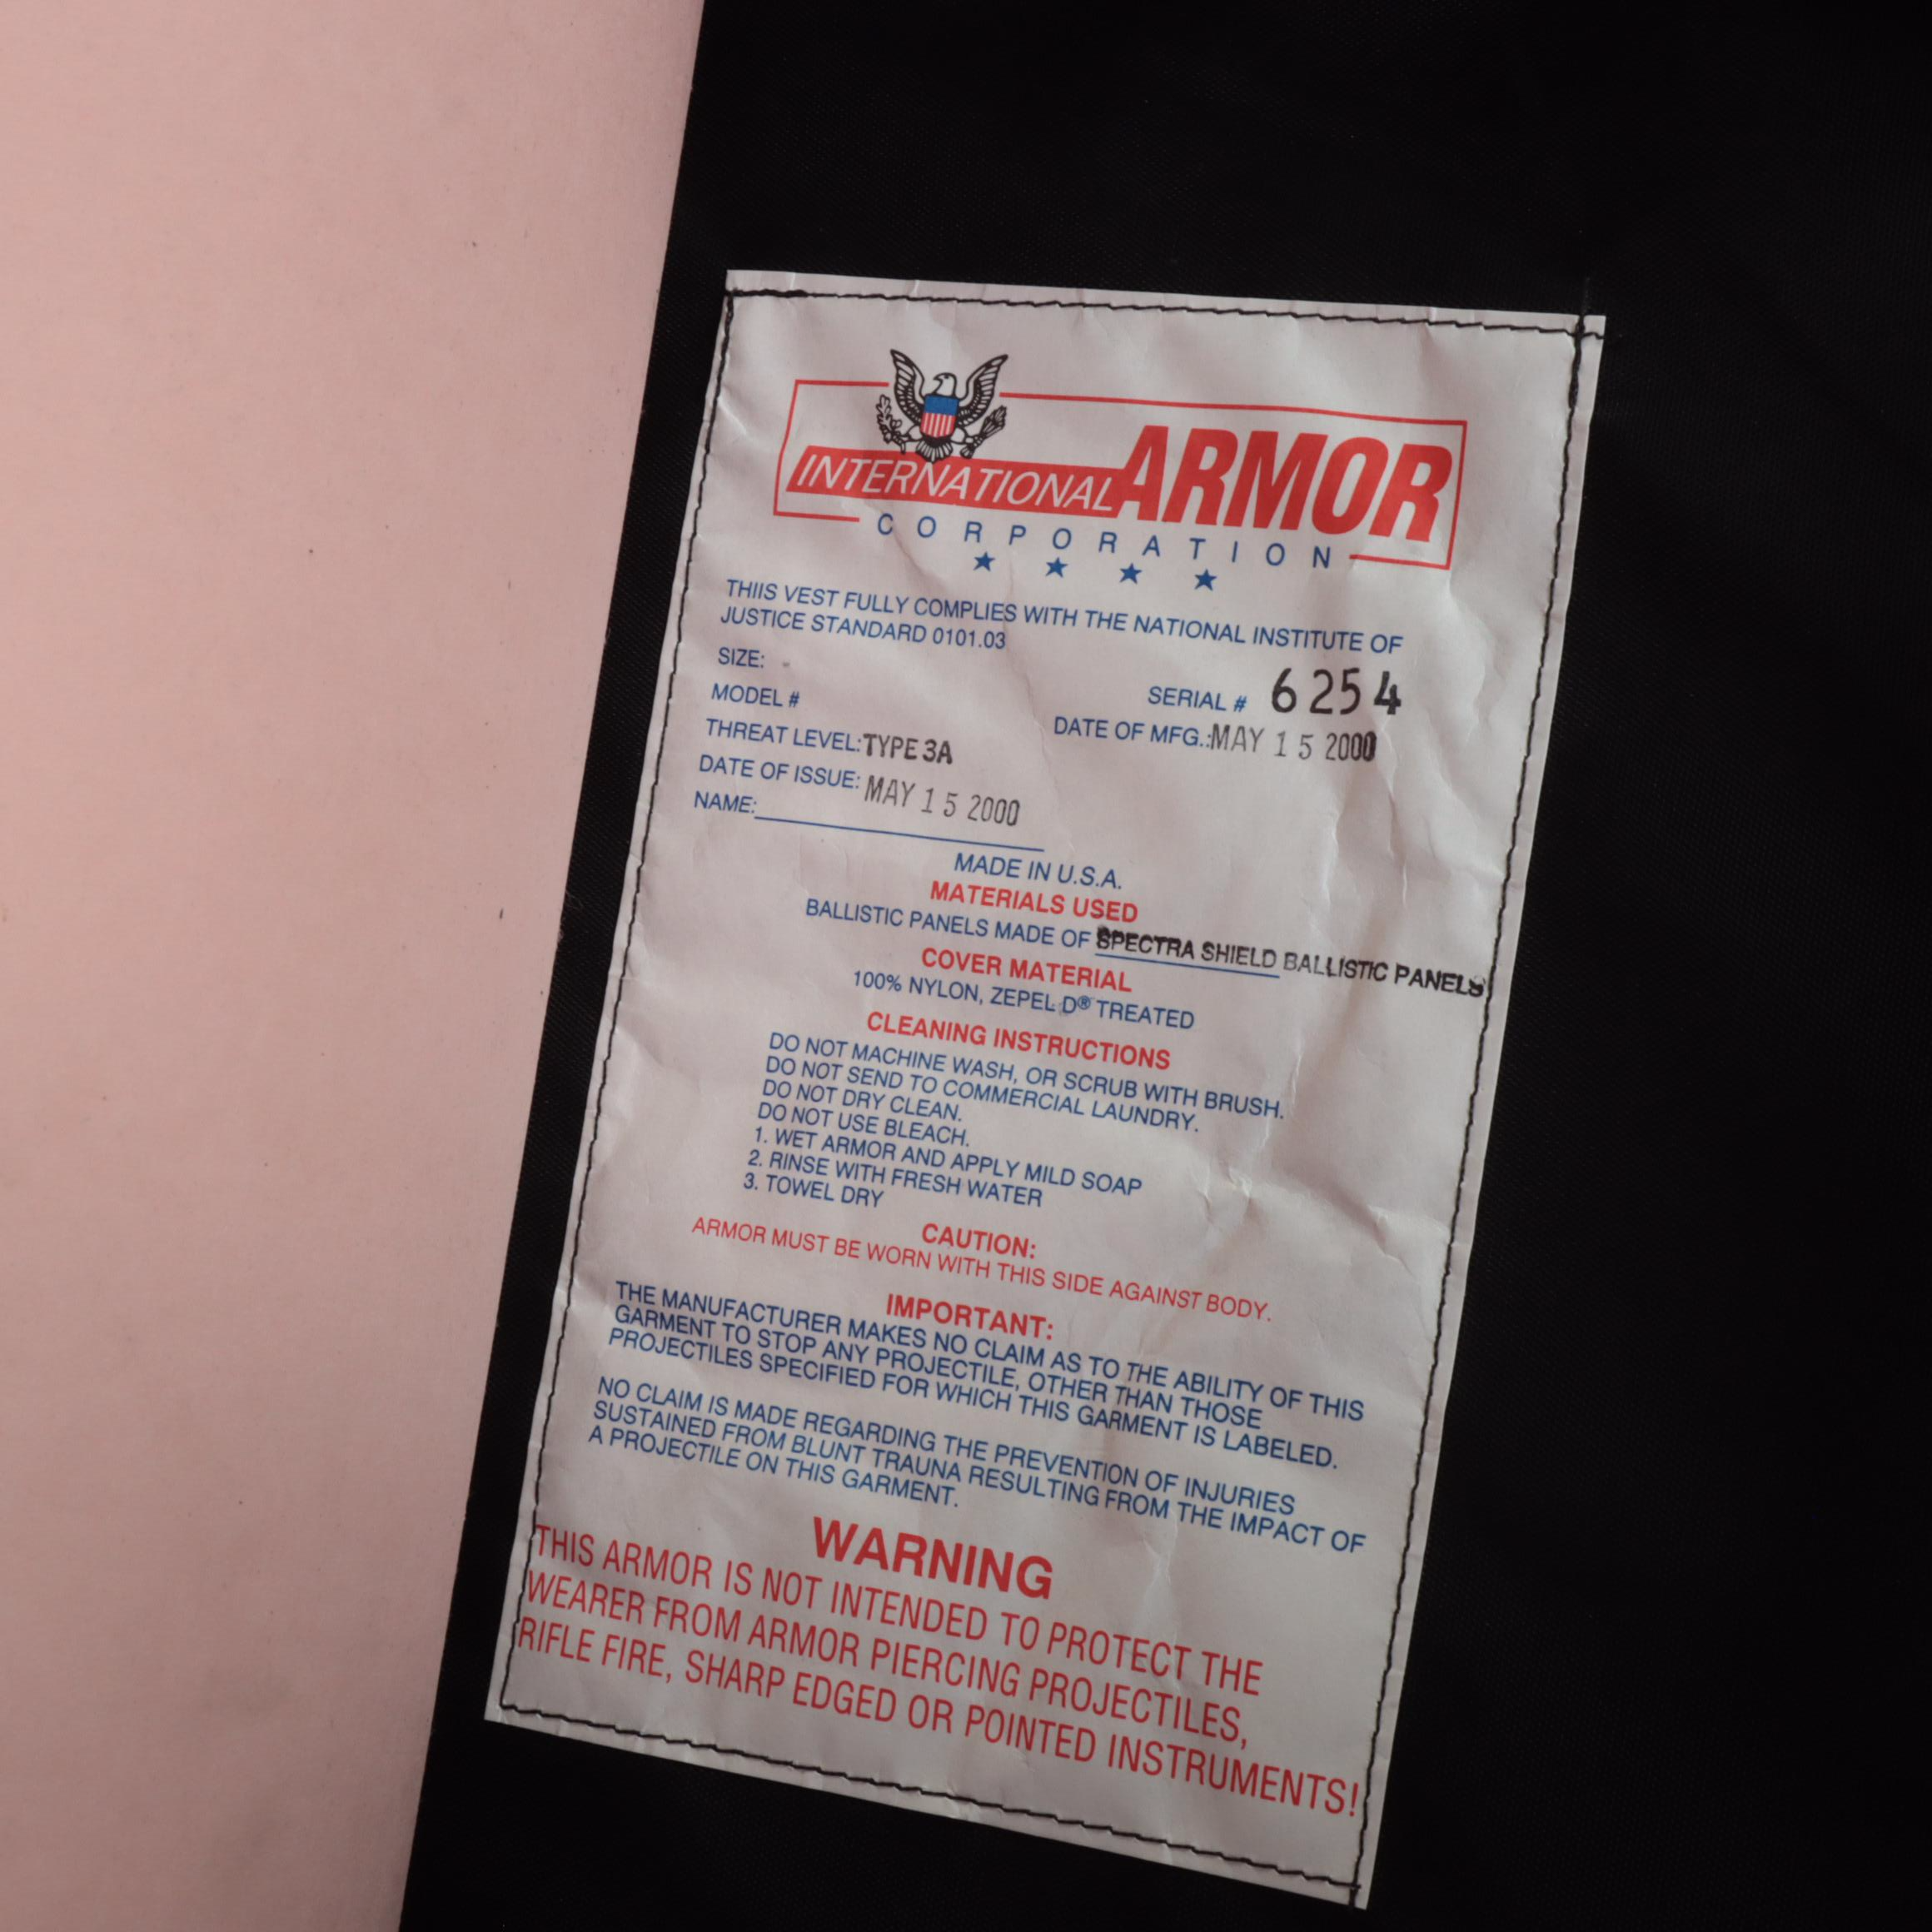 INTERNATIONAL ARMOR
CORPORATION
THIIS VEST FULLY COMPLIES WITH THE NATIONAL INSTITUTE OF
JUSTICE STANDARD 0101.03
SIZE:
SERIAL # 6254
MODEL #
DATE OF MFG.:MAY 15 2000
THREAT LEVEL:TYPE 3A
DATE OF ISSUE: MAY 15 2000
NAME:
MADE IN U.S.A.
MATERIALS USED
BALLISTIC PANELS MADE OF SPECTRA SHIELD BALLISTIC PANELS
COVER MATERIAL
100% NYLON, ZEPEL D® TREATED
CLEANING INSTRUCTIONS
DO NOT MACHINE WASH, OR SCRUB WITH BRUSH.
DO NOT SEND TO COMMERCIAL LAUNDRY.
DO NOT DRY CLEAN.
DO NOT USE BLEACH.
1. WET ARMOR AND APPLY MILD SOAP
2. RINSE WITH FRESH WATER
3. TOWEL DRY
CAUTION:
ARMOR MUST BE WORN WITH THIS SIDE AGAINST BODY.
IMPORTANT:
THE MANUFACTURER MAKES NO CLAIM AS TO THE ABILITY OF THIS
GARMENT TO STOP ANY PROJECTILE, OTHER THAN THOSE
PROJECTILES SPECIFIED FOR WHICH THIS GARMENT IS LABELED.
NO CLAIM IS MADE REGARDING THE PREVENTION OF INJURIES
SUSTAINED FROM BLUNT TRAUNA RESULTING FROM THE IMPACT OF
A PROJECTILE ON THIS GARMENT.
WARNING
THIS ARMOR IS NOT INTENDED TO PROTECT THE
WEARER FROM ARMOR PIERCING PROJECTILES,
RIFLE FIRE, SHARP EDGED OR POINTED INSTRUMENTS!